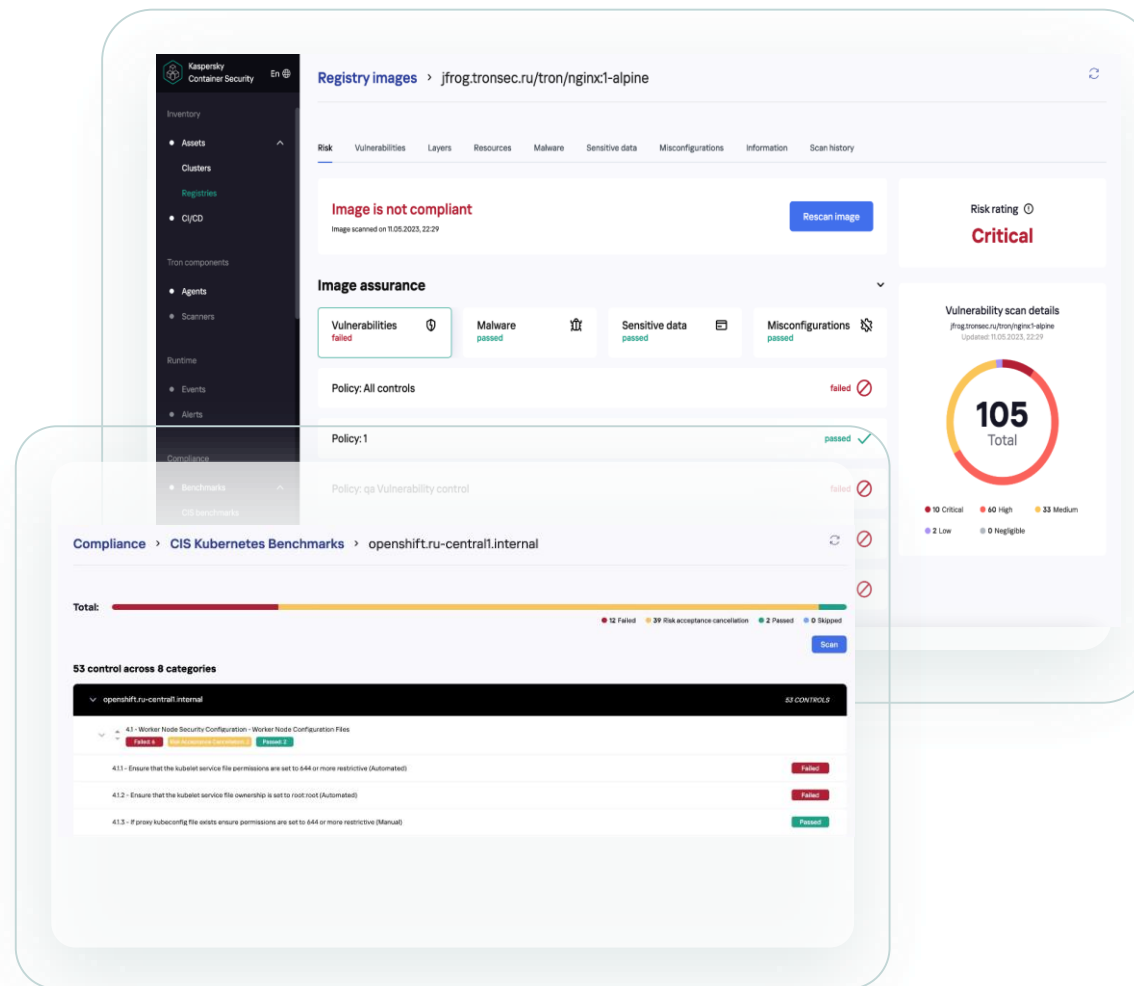 Kaspersky
Container Security
En
Inventory
Assets
Clusters
Registries
CI/CD
Tron components
Agents
Scanners
Runtime
Events
Alerts
Compliance
Benchmarks
CIS benchmarks
Registry images > jfrog.tronsec.ru/tron/nginx:1-alpine
Risk Vulnerabilities Layers Resources Malware Sensitive data Misconfigurations Information Scan history
Image is not compliant
Image scanned on 11.05.2023, 22:29
Rescan image
Image assurance
Vulnerabilities
failed
Malware
passed
Sensitive data
passed
Misconfigurations
passed
Policy: All controls failed
Policy: 1 passed
Policy: qa Vulnerability control failed
Risk rating
Critical
Vulnerability scan details
jfrog.tronsec.ru/tron/nginx:1-alpine
Updated: 11.05.2023, 22:29
105
Total
10 Critical 60 High 33 Medium
2 Low 0 Negligible
Compliance > CIS Kubernetes Benchmarks > openshift.ru-central1.internal
Total:
12 Failed 39 Risk acceptance cancellation 2 Passed 0 Skipped
Scan
53 control across 8 categories
openshift.ru-central1.internal 53 CONTROLS
4.1 - Worker Node Security Configuration - Worker Node Configuration Files
Failed 6 Risk Acceptance Cancellation 2 Passed 2
4.1.1 - Ensure that the kubelet service file permissions are set to 644 or more restrictive (Automated) Failed
4.1.2 - Ensure that the kubelet service file ownership is set to root:root (Automated) Failed
4.1.3 - If proxy kubeconfig file exists ensure permissions are set to 644 or more restrictive (Manual) Passed